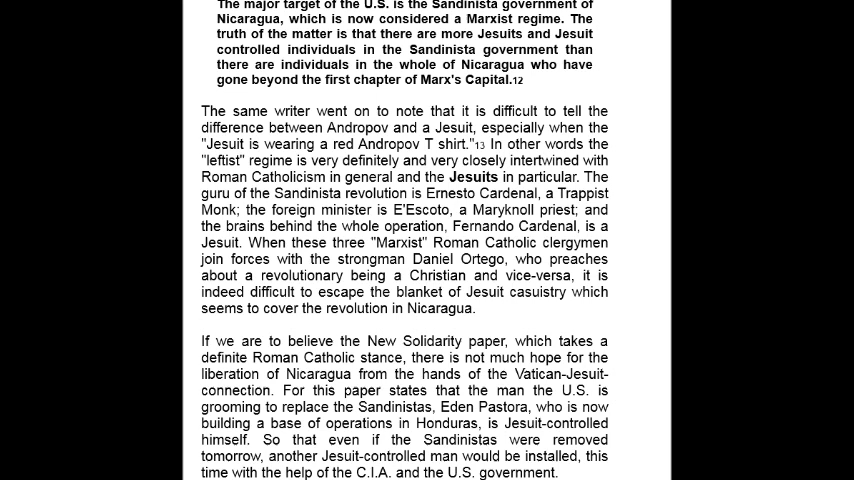 The major target of the U.S. is the Sandinista government of
Nicaragua, which is now considered a Marxist regime. The
truth of the matter is that there are more Jesuits and Jesuit
controlled individuals in the Sandinista government than
there are individuals in the whole of Nicaragua who have
gone beyond the first chapter of Marx's Capital.12
The same writer went on to note that it is difficult to tell the
difference between Andropov and a Jesuit, especially when the
"Jesuit is wearing a red Andropov T shirt."13 In other words the
"leftist" regime is very definitely and very closely intertwined with
Roman Catholicism in general and the Jesuits in particular. The
guru of the Sandinista revolution is Ernesto Cardenal, a Trappist
Monk; the foreign minister is E'Escoto, a Maryknoll priest; and
the brains behind the whole operation, Fernando Cardenal, is a
Jesuit. When these three "Marxist" Roman Catholic clergymen
join forces with the strongman Daniel Ortego, who preaches
about a revolutionary being a Christian and vice-versa, it is
indeed difficult to escape the blanket of Jesuit casuistry which
seems to cover the revolution in Nicaragua.
If we are to believe the New Solidarity paper, which takes a
definite Roman Catholic stance, there is not much hope for the
liberation of Nicaragua from the hands of the Vatican-Jesuit-
connection. For this paper states that the man the U.S. is
grooming to replace the Sandinistas, Eden Pastora, who is now
building a base of operations in Honduras, is Jesuit-controlled
himself. So that even if the Sandinistas were removed
tomorrow, another Jesuit-controlled man would be installed, this
time with the help of the C.I.A. and the U.S. government.